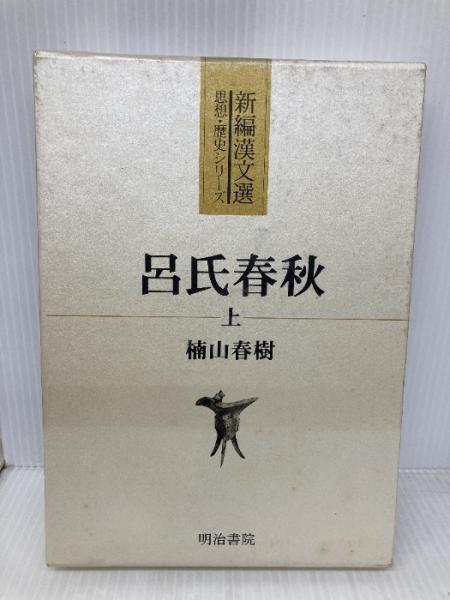 新編漢文選
思想・歴史シリーズ
呂氏春秋
上
楠山春樹
明治書院